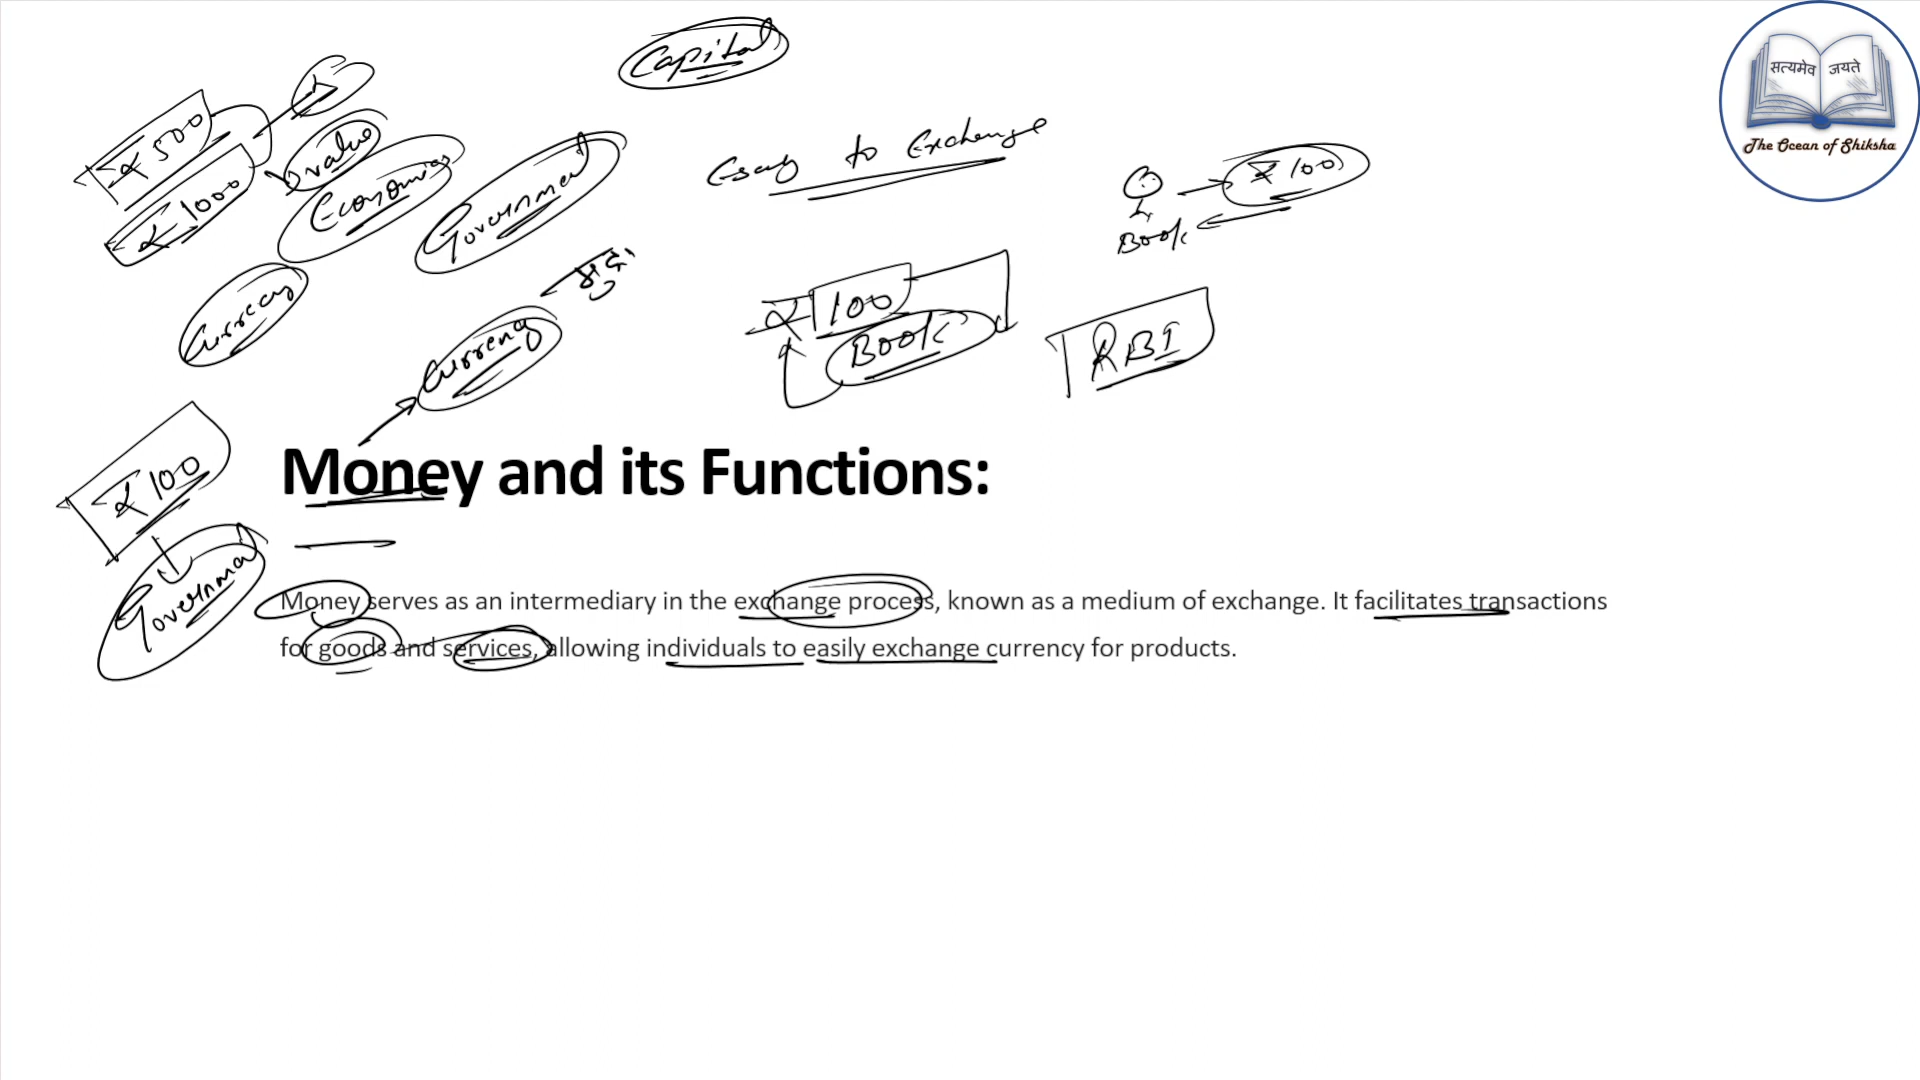 Capital
₹ 500
value
₹ 1000
Economics
Government
Easy to Exchange
₹ 100
Book
Currency
Currency
मुद्रा
₹ 100
Book
RBI
₹ 100
Government
Money and its Functions:
Money serves as an intermediary in the exchange process, known as a medium of exchange. It facilitates transactions
for goods and services, allowing individuals to easily exchange currency for products.
सत्यमेव जयते
The Ocean of Shiksha